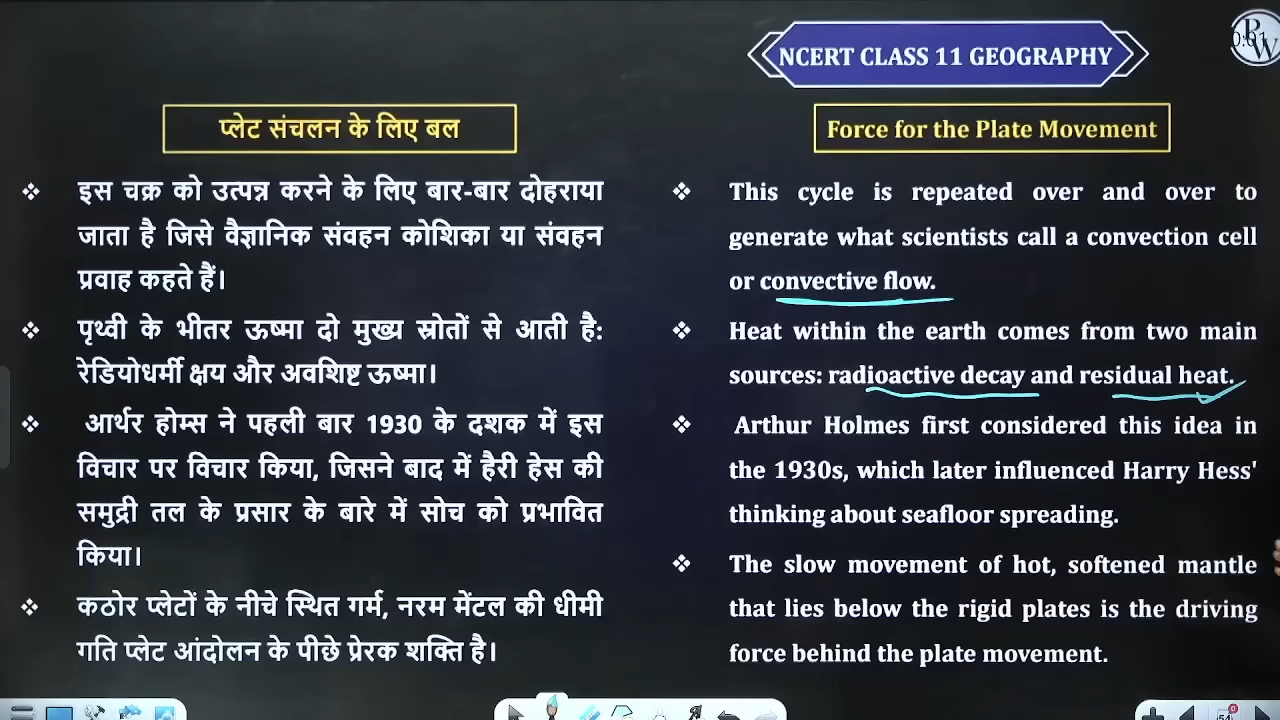 NCERT CLASS 11 GEOGRAPHY
PW
प्लेट संचलन के लिए बल
इस चक्र को उत्पन्न करने के लिए बार-बार दोहराया
जाता है जिसे वैज्ञानिक संवहन कोशिका या संवहन
प्रवाह कहते हैं।
पृथ्वी के भीतर ऊष्मा दो मुख्य स्रोतों से आती है:
रेडियोधर्मी क्षय और अवशिष्ट ऊष्मा।
आर्थर होम्स ने पहली बार 1930 के दशक में इस
विचार पर विचार किया, जिसने बाद में हैरी हेस की
समुद्री तल के प्रसार के बारे में सोच को प्रभावित
किया।
कठोर प्लेटों के नीचे स्थित गर्म, नरम मेंटल की धीमी
गति प्लेट आंदोलन के पीछे प्रेरक शक्ति है।
Force for the Plate Movement
This cycle is repeated over and over to
generate what scientists call a convection cell
or convective flow.
Heat within the earth comes from two main
sources: radioactive decay and residual heat.
Arthur Holmes first considered this idea in
the 1930s, which later influenced Harry Hess'
thinking about seafloor spreading.
The slow movement of hot, softened mantle
that lies below the rigid plates is the driving
force behind the plate movement.